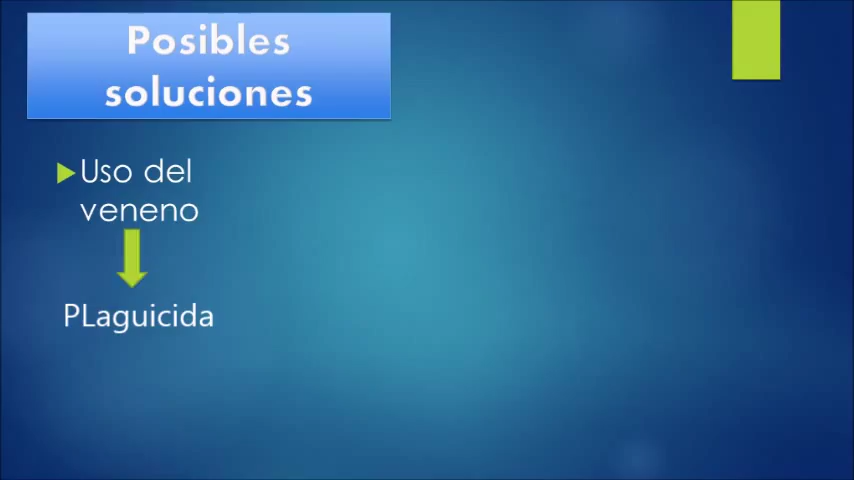 Posibles
soluciones
Uso del
veneno
PLaguicida